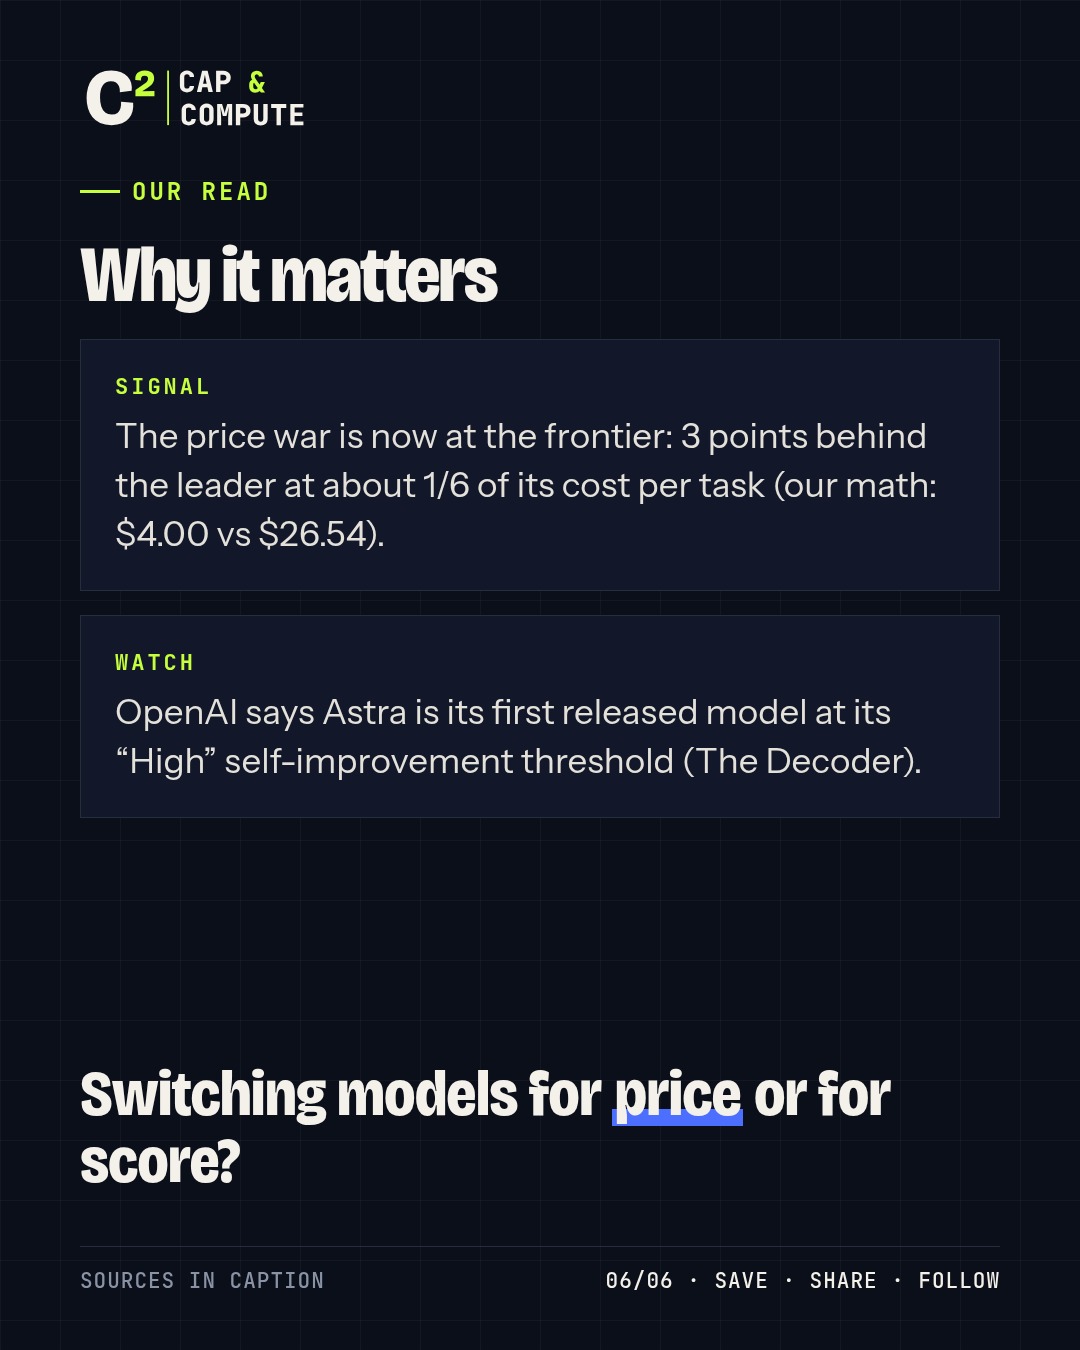 C² CAP &
COMPUTE
OUR READ
Why it matters
SIGNAL
The price war is now at the frontier: 3 points behind
the leader at about 1/6 of its cost per task (our math:
$4.00 vs $26.54).
WATCH
OpenAI says Astra is its first released model at its
“High” self-improvement threshold (The Decoder).
Switching models for price or for
score?
SOURCES IN CAPTION
06/06 · SAVE · SHARE · FOLLOW